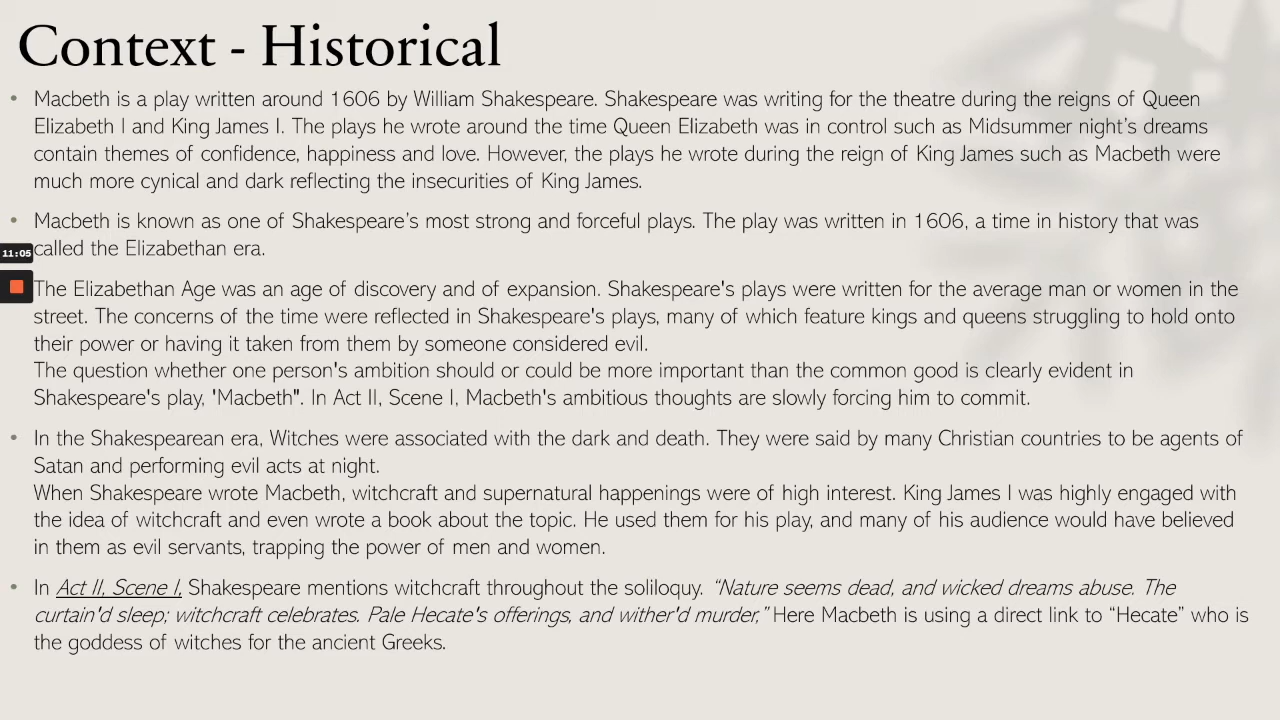 Context - Historical
• Macbeth is a play written around 1606 by William Shakespeare. Shakespeare was writing for the theatre during the reigns of Queen
Elizabeth I and King James I. The plays he wrote around the time Queen Elizabeth was in control such as Midsummer night's dreams
contain themes of confidence, happiness and love. However, the plays he wrote during the reign of King James such as Macbeth were
much more cynical and dark reflecting the insecurities of King James.
• Macbeth is known as one of Shakespeare's most strong and forceful plays. The play was written in 1606, a time in history that was
called the Elizabethan era.
11:05
The Elizabethan Age was an age of discovery and of expansion. Shakespeare's plays were written for the average man or women in the
street. The concerns of the time were reflected in Shakespeare's plays, many of which feature kings and queens struggling to hold onto
their power or having it taken from them by someone considered evil.
The question whether one person's ambition should or could be more important than the common good is clearly evident in
Shakespeare's play, 'Macbeth". In Act II, Scene I, Macbeth's ambitious thoughts are slowly forcing him to commit.
• In the Shakespearean era, Witches were associated with the dark and death. They were said by many Christian countries to be agents of
Satan and performing evil acts at night.
When Shakespeare wrote Macbeth, witchcraft and supernatural happenings were of high interest. King James I was highly engaged with
the idea of witchcraft and even wrote a book about the topic. He used them for his play, and many of his audience would have believed
in them as evil servants, trapping the power of men and women.
• In Act II, Scene I, Shakespeare mentions witchcraft throughout the soliloquy. “Nature seems dead, and wicked dreams abuse. The
curtain'd sleep; witchcraft celebrates. Pale Hecate's offerings, and wither'd murder,” Here Macbeth is using a direct link to “Hecate” who is
the goddess of witches for the ancient Greeks.